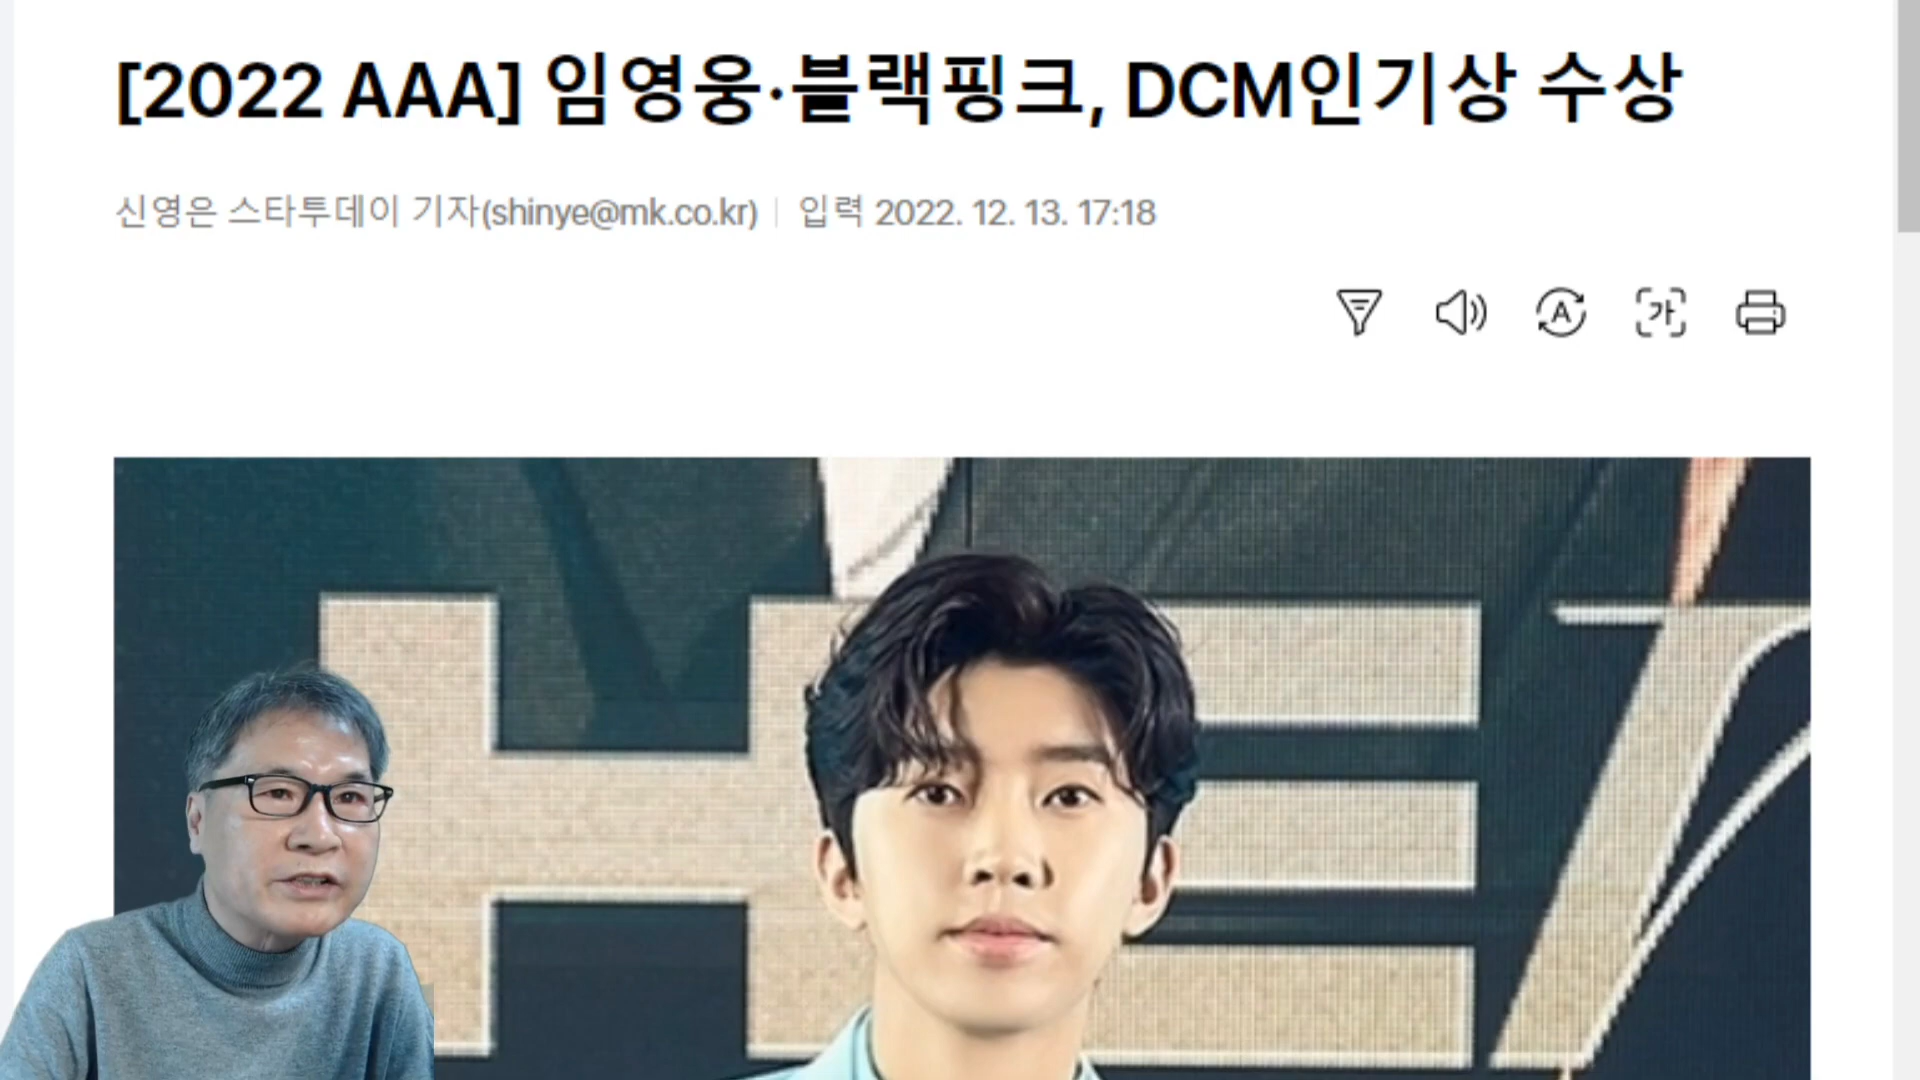 [2022 AAA] 임영웅·블랙핑크, DCM인기상 수상
신영은 스타투데이 기자(shinye@mk.co.kr) | 입력 2022. 12. 13. 17:18
A 가
HE